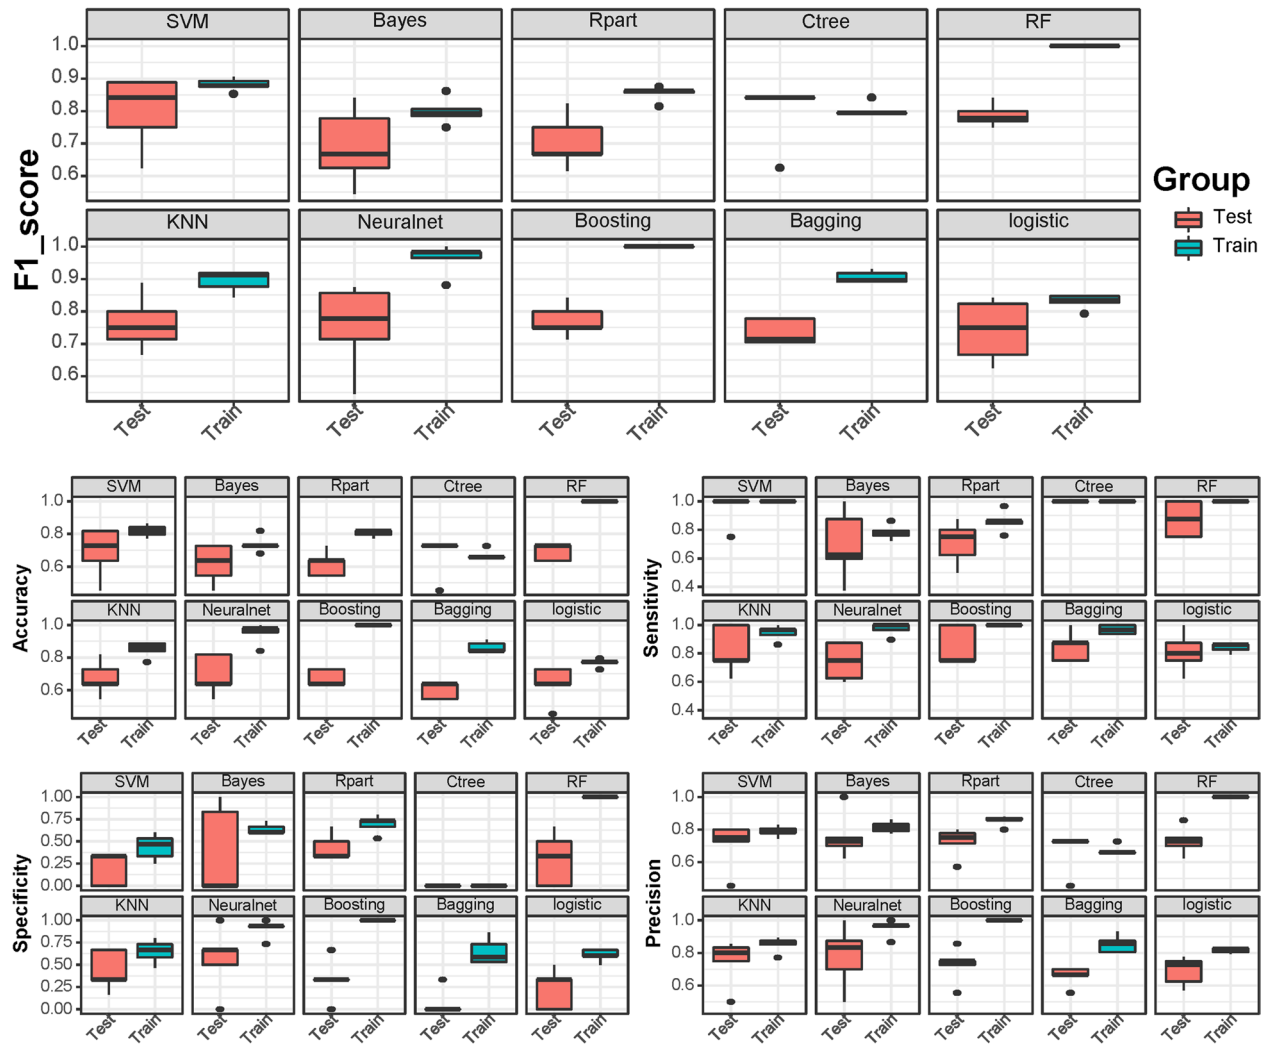 SVM Bayes Rpart Ctree RF
1.0
0.9
0.8
0.7
0.6
KNN Neuralnet Boosting Bagging logistic
1.0
0.9
0.8
0.7
0.6
F1_score
Test Train Test Train Test Train Test Train Test Train
Group
Test
Train
SVM Bayes Rpart Ctree RF
1.0
0.8
0.6
KNN Neuralnet Boosting Bagging logistic
1.0
0.8
0.6
Accuracy
Test Train Test Train Test Train Test Train Test Train
SVM Bayes Rpart Ctree RF
1.0
0.8
0.6
0.4
KNN Neuralnet Boosting Bagging logistic
1.0
0.8
0.6
0.4
Sensitivity
Test Train Test Train Test Train Test Train Test Train
SVM Bayes Rpart Ctree RF
1.00
0.75
0.50
0.25
0.00
KNN Neuralnet Boosting Bagging logistic
1.00
0.75
0.50
0.25
0.00
Specificity
Test Train Test Train Test Train Test Train Test Train
SVM Bayes Rpart Ctree RF
1.0
0.8
0.6
KNN Neuralnet Boosting Bagging logistic
1.0
0.8
0.6
Precision
Test Train Test Train Test Train Test Train Test Train